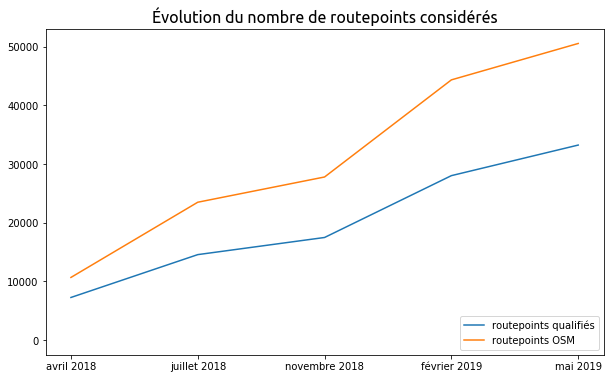 Évolution du nombre de routepoints considérés
50000
40000
30000
20000
10000
0
avril 2018
juillet 2018
novembre 2018
février 2019
mai 2019
routepoints qualifiés
routepoints OSM